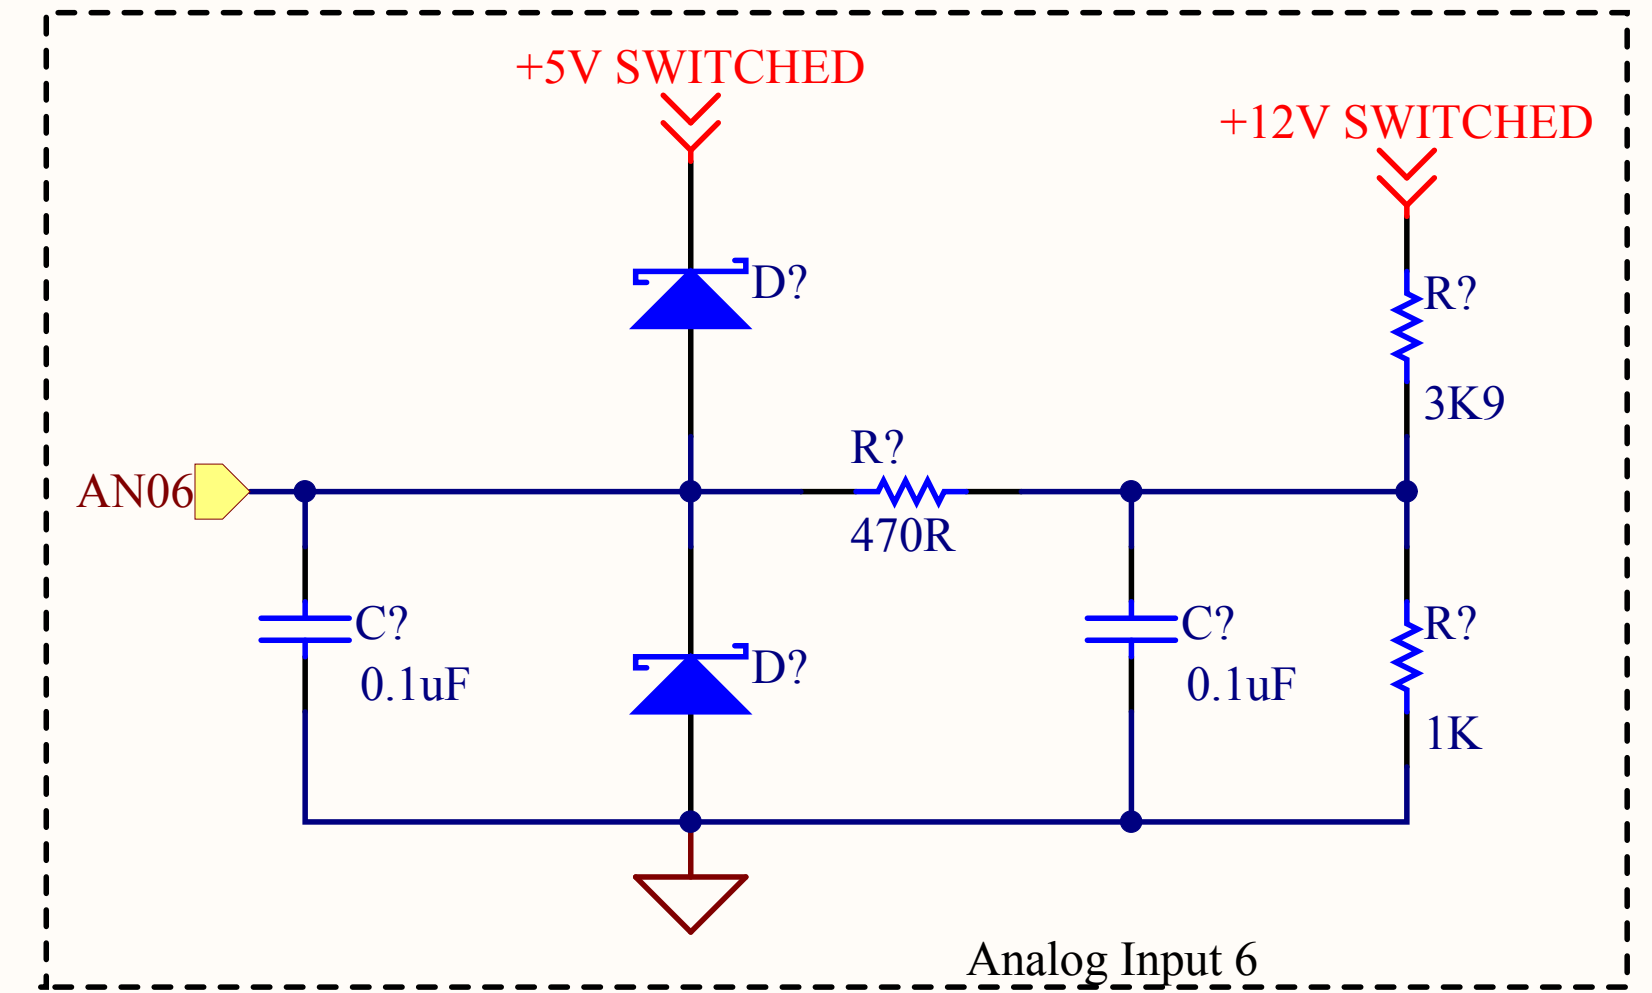 +5V SWITCHED
+12V SWITCHED
D?
R?
3K9
R?
AN06
470R
C?
0.1uF
D?
C?
0.1uF
R?
1K
Analog Input 6